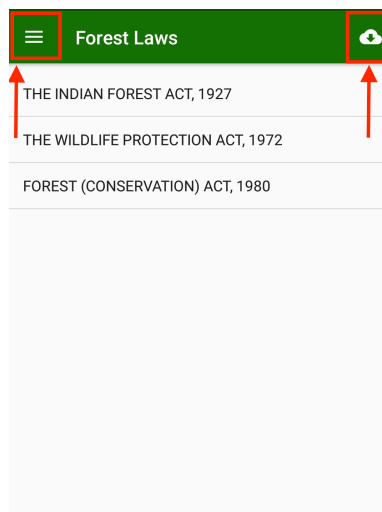 Forest Laws
THE INDIAN FOREST ACT, 1927
THE WILDLIFE PROTECTION ACT, 1972
FOREST (CONSERVATION) ACT, 1980